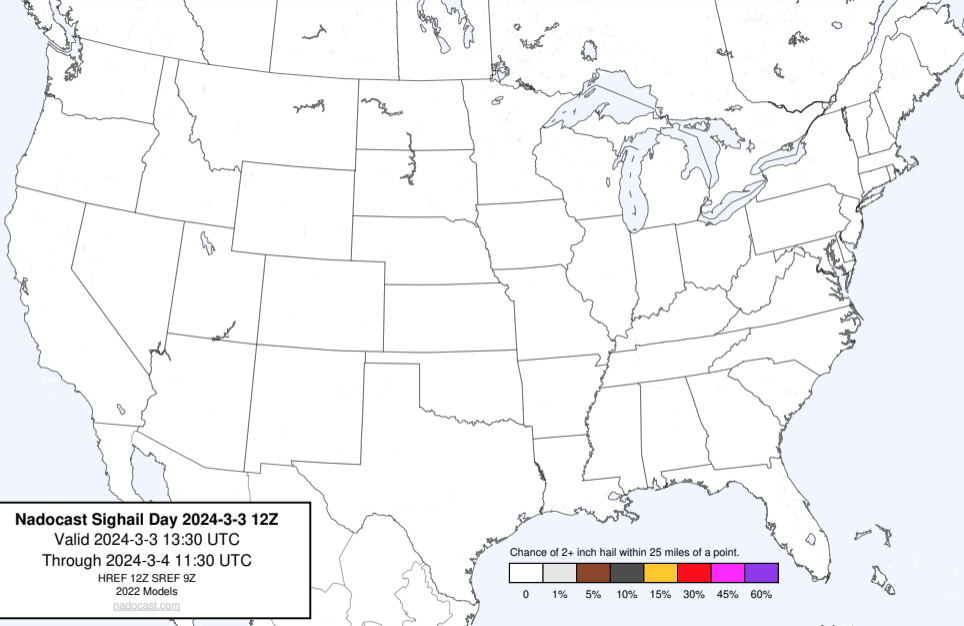 Nadocast Sighail Day 2024-3-3 12Z
Valid 2024-3-3 13:30 UTC
Through 2024-3-4 11:30 UTC
HREF 12Z SREF 9Z
2022 Models
nadocast.com
Chance of 2+ inch hail within 25 miles of a point.
0 1% 5% 10% 15% 30% 45% 60%